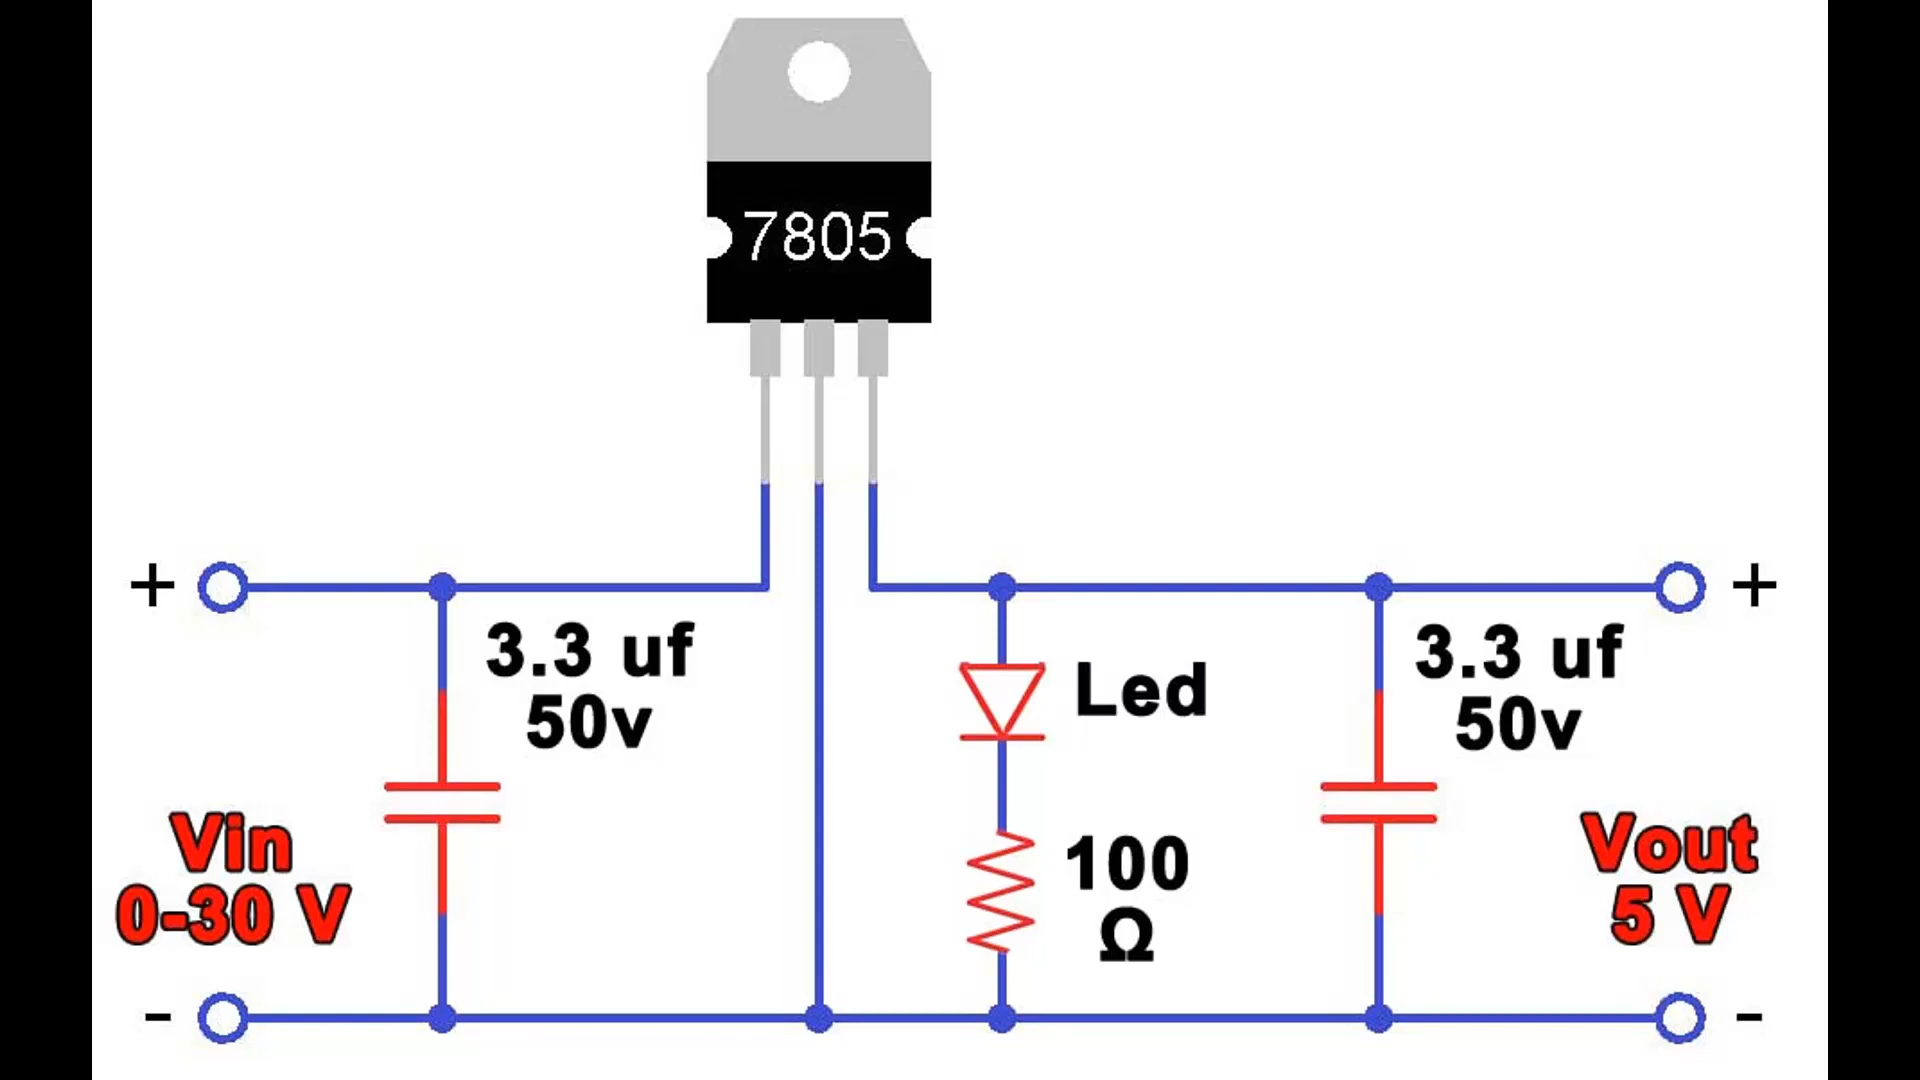 7805
+
+
3.3 uf
50v
Led
3.3 uf
50v
Vin
0-30 V
100
Ω
Vout
5 V
-
-